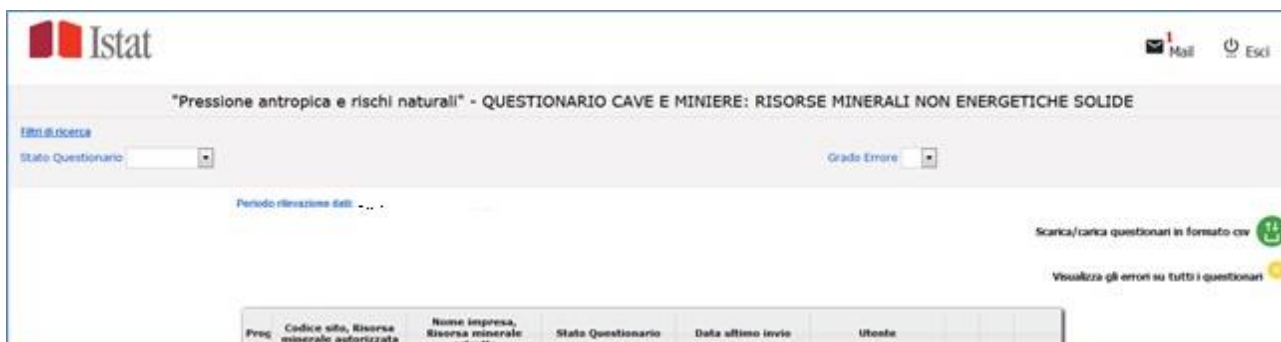 Istat
1
Mail
Esci
"Pressione antropica e rischi naturali" - QUESTIONARIO CAVE E MINIERE: RISORSE MINERALI NON ENERGETICHE SOLIDE
Filtri di ricerca
Stato Questionario
Grado Errore
Periodo rilevazione dati:
Scarica/carica questionari in formato csv
Visualizza gli errori su tutti i questionari
Prog
Codice sito, Risorsa
minerale autorizzata
Nome impresa,
Risorsa minerale
Stato Questionario
Data ultimo invio
Utente